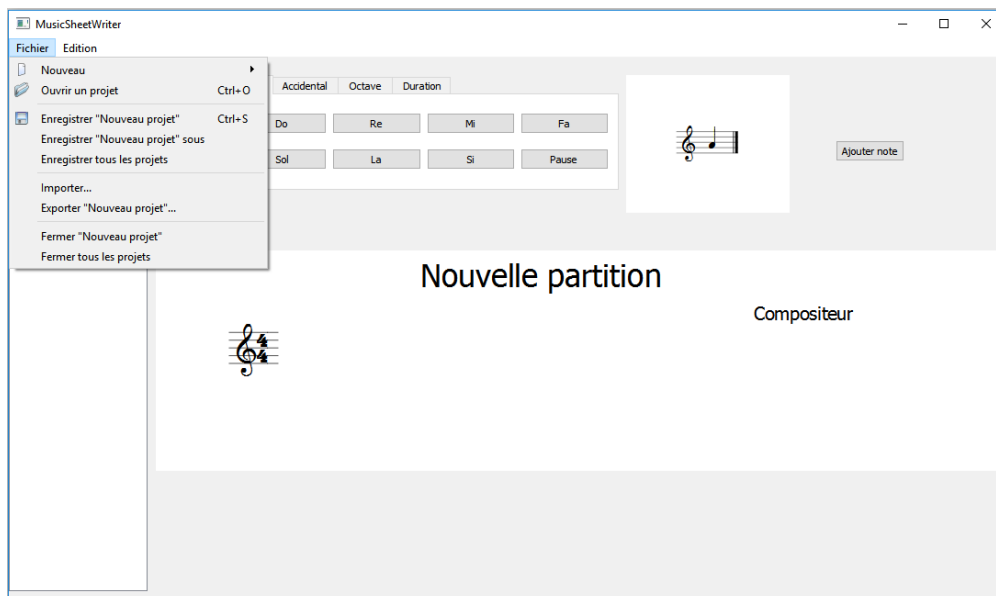 MusicSheetWriter
Fichier Edition
Nouveau
Ouvrir un projet Ctrl+O
Enregistrer "Nouveau projet" Ctrl+S
Enregistrer "Nouveau projet" sous
Enregistrer tous les projets
Importer...
Exporter "Nouveau projet"...
Fermer "Nouveau projet"
Fermer tous les projets
Accidental Octave Duration
Do Re Mi Fa
Sol La Si Pause
Ajouter note
Nouvelle partition
Compositeur
4
4